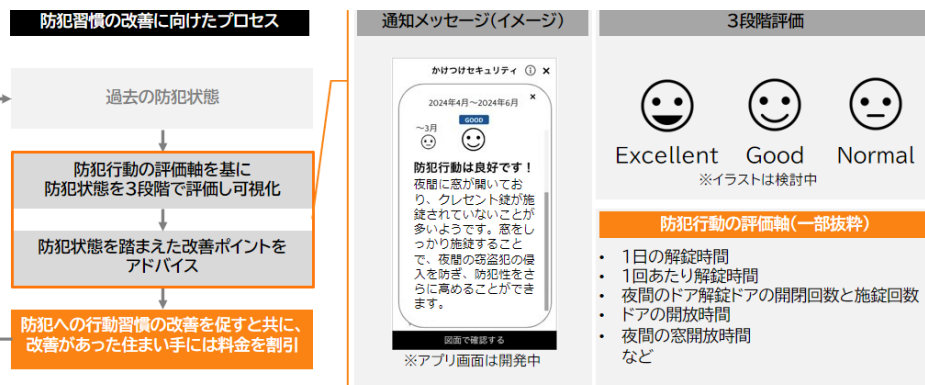 防犯習慣の改善に向けたプロセス
過去の防犯状態
防犯行動の評価軸を基に
防犯状態を3段階で評価し可視化
防犯状態を踏まえた改善ポイントを
アドバイス
防犯への行動習慣の改善を促すと共に、
改善があった住まい手には料金を割引
通知メッセージ(イメージ)
かけつけセキュリティ ⓘ ×
2024年4月～2024年6月 ×
～3月
GOOD
防犯行動は良好です！
夜間に窓が開いてお
り、クレセント錠が施
錠されていないことが
多いようです。窓をし
っかり施錠すること
で、夜間の窃盗犯の侵
入を防ぎ、防犯性をさ
らに高めることができ
ます。
図面で確認する
※アプリ画面は開発中
3段階評価
Excellent Good Normal
※イラストは検討中
防犯行動の評価軸(一部抜粋)
• 1日の解錠時間
• 1回あたり解錠時間
• 夜間のドア解錠ドアの開閉回数と施錠回数
• ドアの開放時間
• 夜間の窓開放時間
など